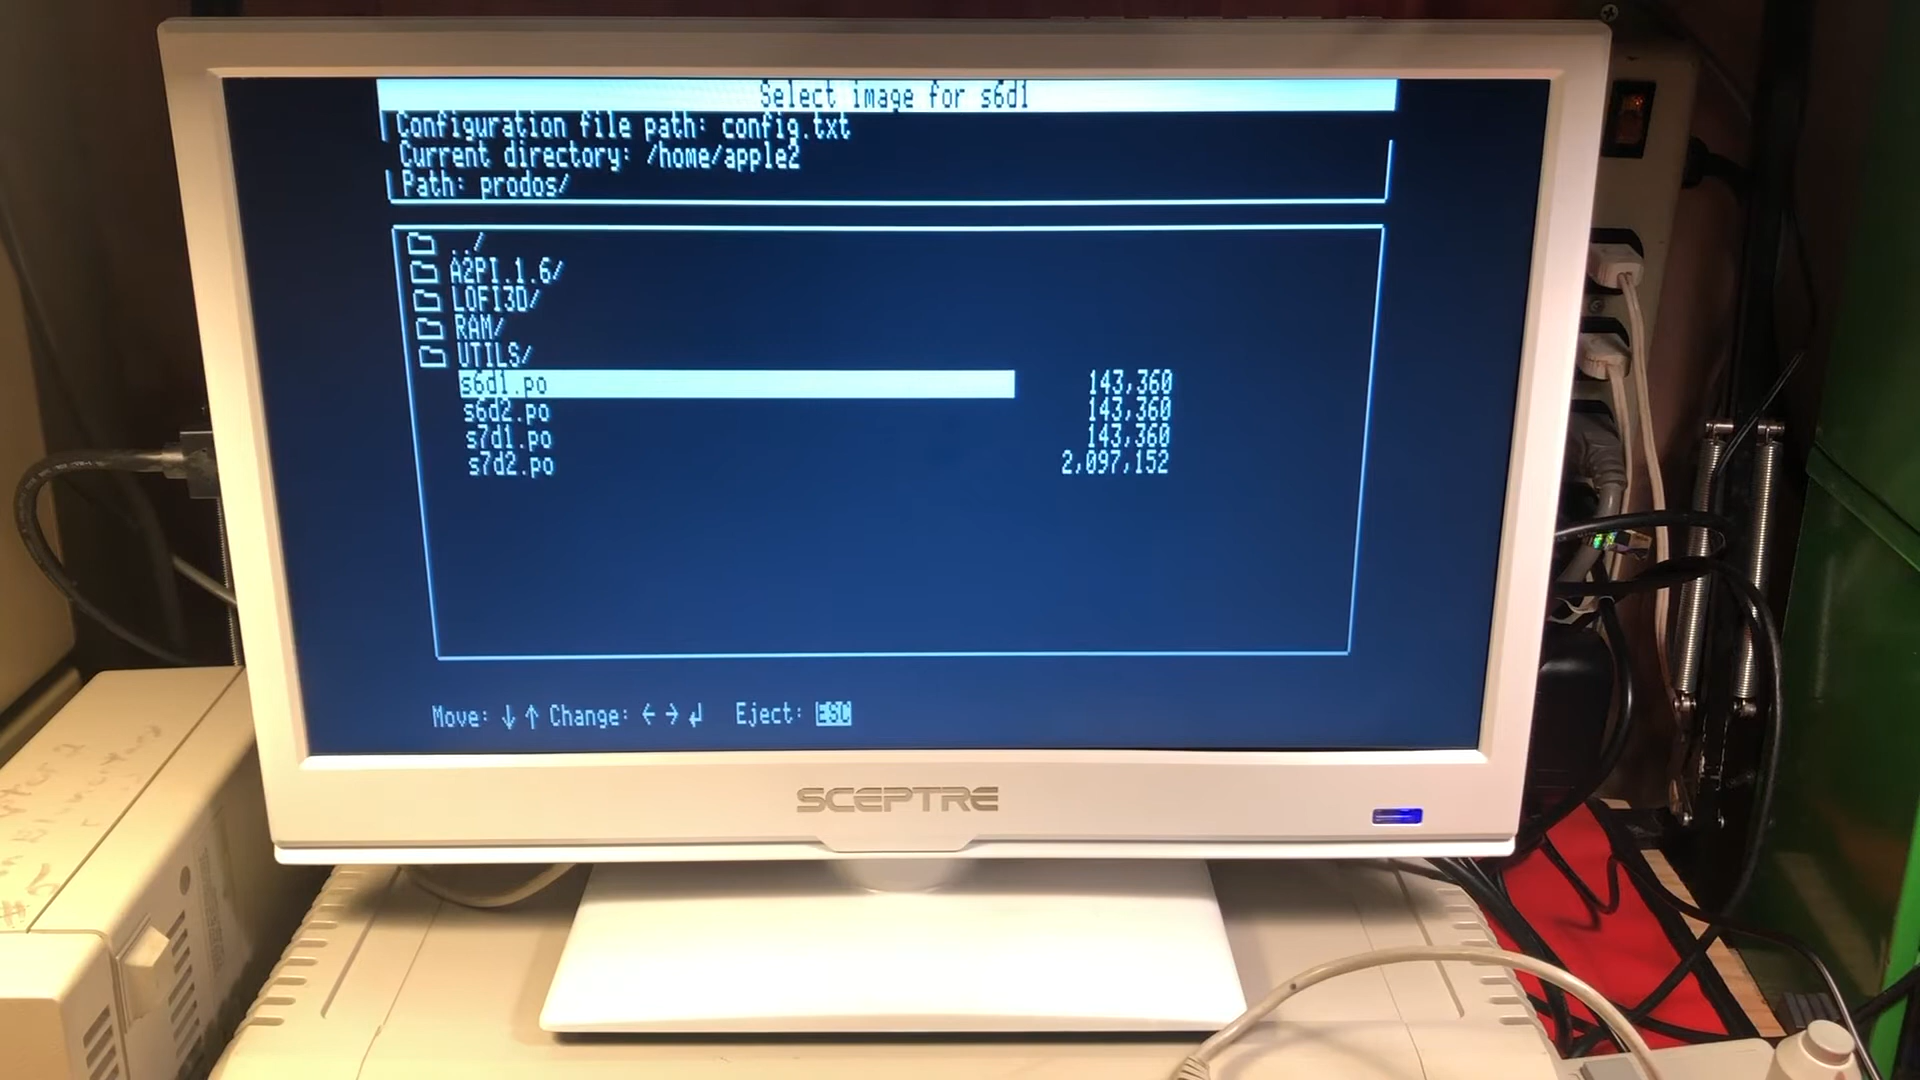 Select image for s6d1
Configuration file path: config.txt
Current directory: /home/apple2
Path: prodos/
../
A2PI.1.6/
LOFI3D/
RAM/
UTILS/
s6d1.po 143,360
s6d2.po 143,360
s7d1.po 143,360
s7d2.po 2,097,152
Move: ↓ ↑ Change: ← → ↲ Eject: ESC
SCEPTRE